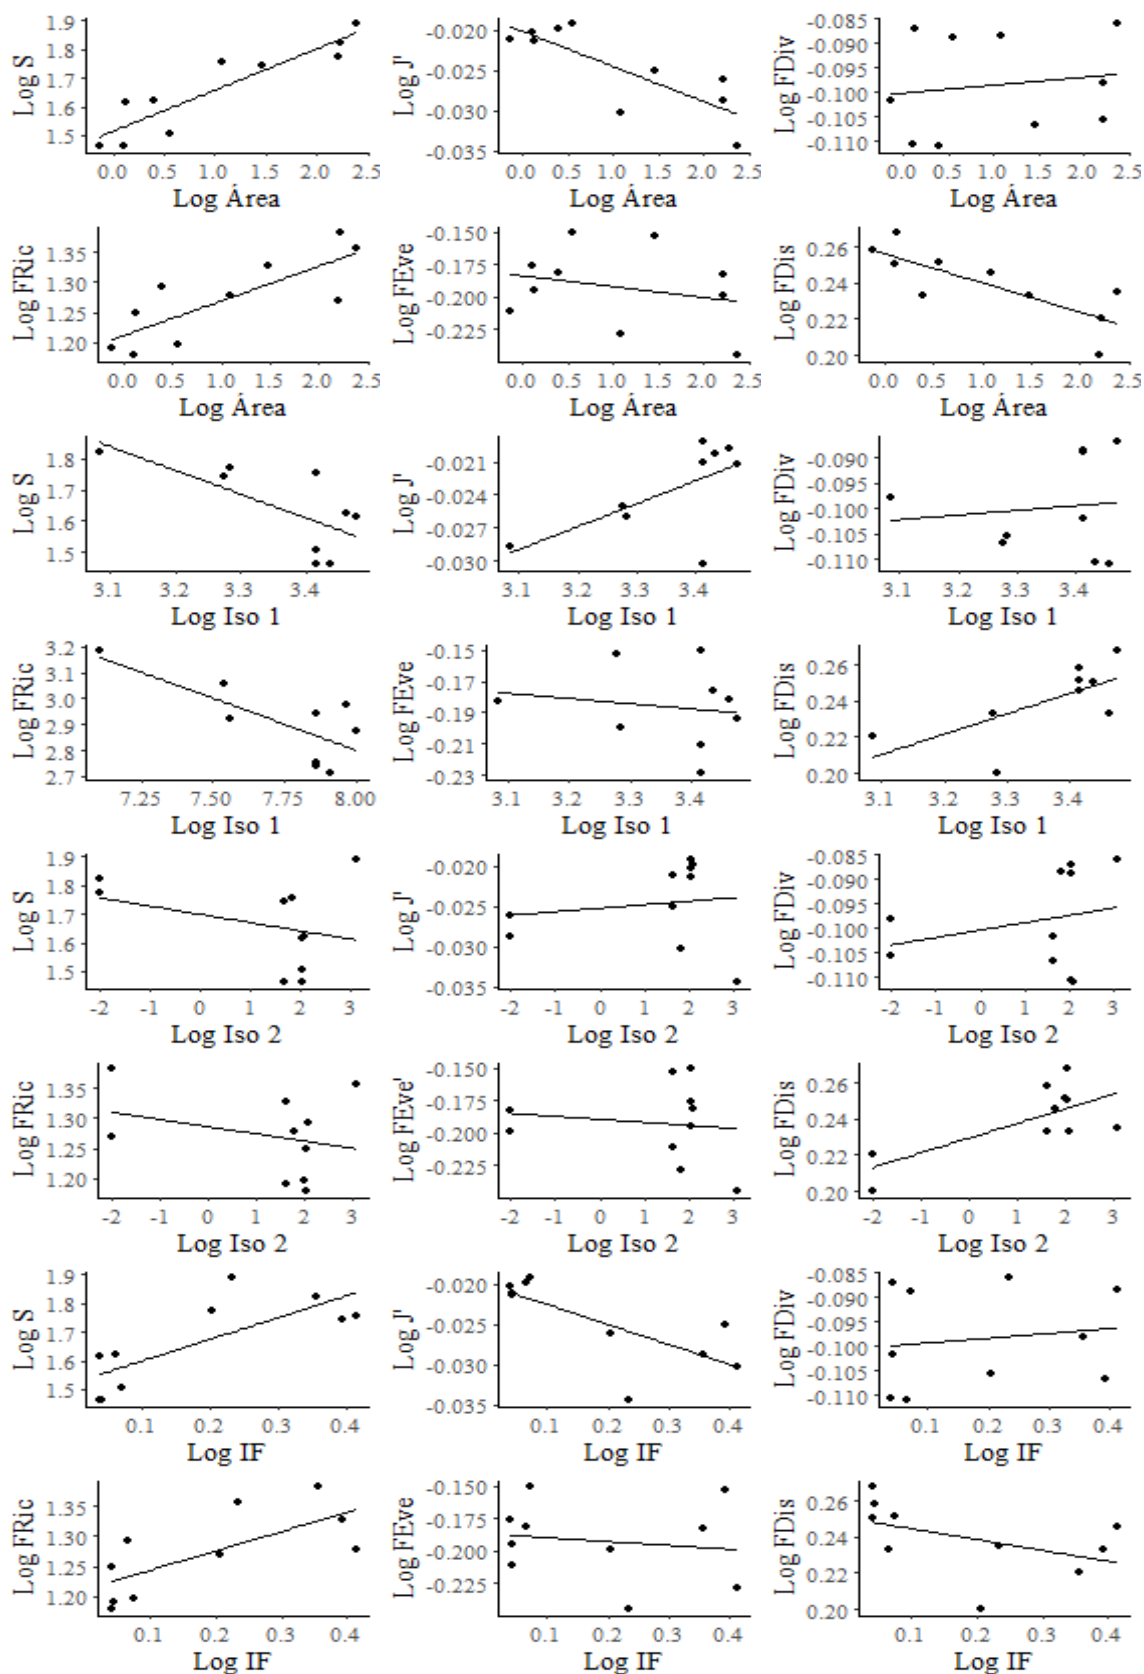 Log S
1.9
1.8
1.7
1.6
1.5
0.0 0.5 1.0 1.5 2.0 2.5
Log Área
Log J'
-0.020
-0.025
-0.030
-0.035
0.0 0.5 1.0 1.5 2.0 2.5
Log Área
Log FDiv
-0.085
-0.090
-0.095
-0.100
-0.105
-0.110
0.0 0.5 1.0 1.5 2.0 2.5
Log Área
Log FRic
1.35
1.30
1.25
1.20
0.0 0.5 1.0 1.5 2.0 2.5
Log Área
Log FEve
-0.150
-0.175
-0.200
-0.225
0.0 0.5 1.0 1.5 2.0 2.5
Log Área
Log FDis
0.26
0.24
0.22
0.20
0.0 0.5 1.0 1.5 2.0 2.5
Log Área
Log S
1.8
1.7
1.6
1.5
3.1 3.2 3.3 3.4
Log Iso 1
Log J'
-0.021
-0.024
-0.027
-0.030
3.1 3.2 3.3 3.4
Log Iso 1
Log FDiv
-0.090
-0.095
-0.100
-0.105
-0.110
3.1 3.2 3.3 3.4
Log Iso 1
Log FRic
3.2
3.1
3.0
2.9
2.8
2.7
7.25 7.50 7.75 8.00
Log Iso 1
Log FEve
-0.15
-0.17
-0.19
-0.21
-0.23
3.1 3.2 3.3 3.4
Log Iso 1
Log FDis
0.26
0.24
0.22
0.20
3.1 3.2 3.3 3.4
Log Iso 1
Log S
1.9
1.8
1.7
1.6
1.5
-2 -1 0 1 2 3
Log Iso 2
Log J'
-0.020
-0.025
-0.030
-0.035
-2 -1 0 1 2 3
Log Iso 2
Log FDiv
-0.085
-0.090
-0.095
-0.100
-0.105
-0.110
-2 -1 0 1 2 3
Log Iso 2
Log FRic
1.35
1.30
1.25
1.20
-2 -1 0 1 2 3
Log Iso 2
Log FEve'
-0.150
-0.175
-0.200
-0.225
-2 -1 0 1 2 3
Log Iso 2
Log FDis
0.26
0.24
0.22
0.20
-2 -1 0 1 2 3
Log Iso 2
Log S
1.9
1.8
1.7
1.6
1.5
0.1 0.2 0.3 0.4
Log IF
Log J'
-0.020
-0.025
-0.030
-0.035
0.1 0.2 0.3 0.4
Log IF
Log FDiv
-0.085
-0.090
-0.095
-0.100
-0.105
-0.110
0.1 0.2 0.3 0.4
Log IF
Log FRic
1.35
1.30
1.25
1.20
0.1 0.2 0.3 0.4
Log IF
Log FEve
-0.150
-0.175
-0.200
-0.225
0.1 0.2 0.3 0.4
Log IF
Log FDis
0.26
0.24
0.22
0.20
0.1 0.2 0.3 0.4
Log IF